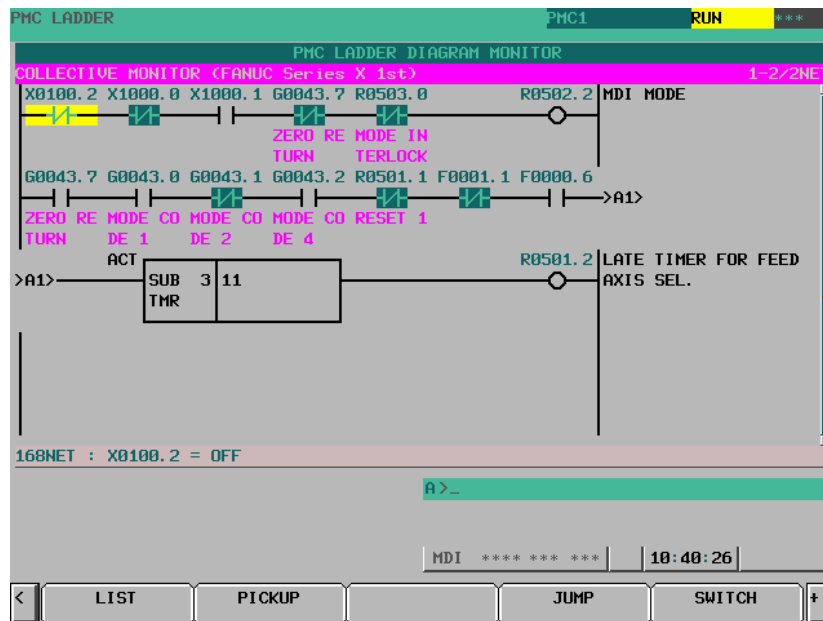 PMC LADDER PMC1 RUN ***
PMC LADDER DIAGRAM MONITOR
COLLECTIVE MONITOR (FANUC Series X 1st) 1-2/2NE
X0100.2 X1000.0 X1000.1 G0043.7 R0503.0 R0502.2 MDI MODE
ZERO RE MODE IN
TURN TERLOCK
G0043.7 G0043.0 G0043.1 G0043.2 R0501.1 F0001.1 F0000.6
>A1>
ZERO RE MODE CO MODE CO MODE CO RESET 1
TURN DE 1 DE 2 DE 4
ACT R0501.2 LATE TIMER FOR FEED
>A1> SUB 3 11 AXIS SEL.
TMR
168NET : X0100.2 = OFF
A>_
MDI **** *** *** 10:40:26
< LIST PICKUP JUMP SWITCH +